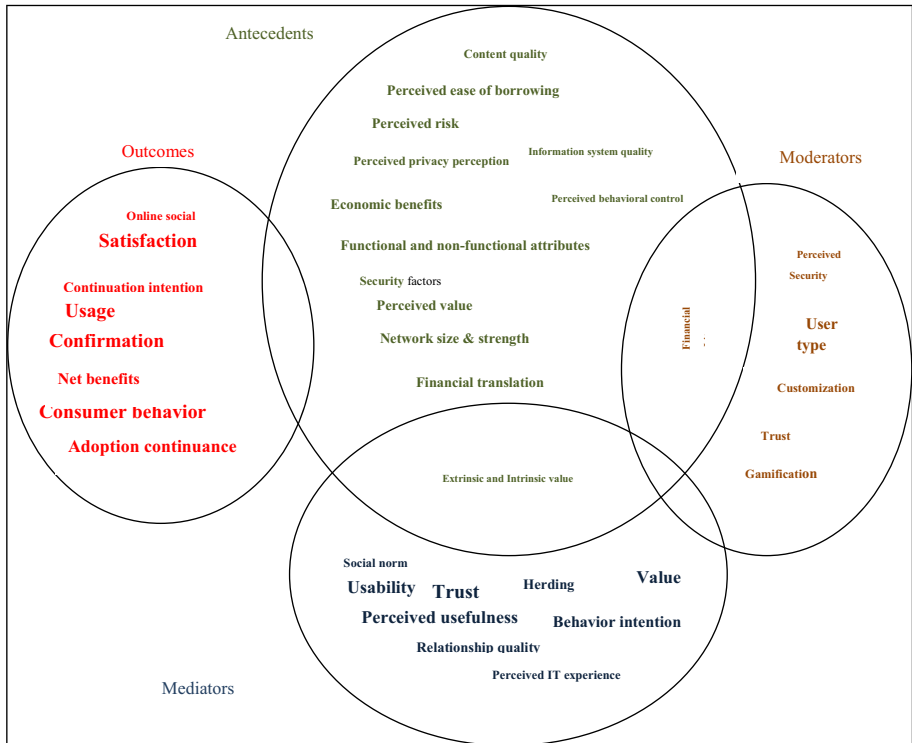 Antecedents
Content quality
Perceived ease of borrowing
Perceived risk
Information system quality
Perceived privacy perception
Economic benefits
Perceived behavioral control
Functional and non-functional attributes
Security factors
Perceived value
Network size & strength
Financial translation
Extrinsic and Intrinsic value
Outcomes
Online social
Satisfaction
Continuation intention
Usage
Confirmation
Net benefits
Consumer behavior
Adoption continuance
Moderators
Perceived
Security
User
type
Customization
Trust
Gamification
Financial
Social norm
Usability
Trust
Herding
Value
Perceived usefulness
Behavior intention
Relationship quality
Perceived IT experience
Mediators